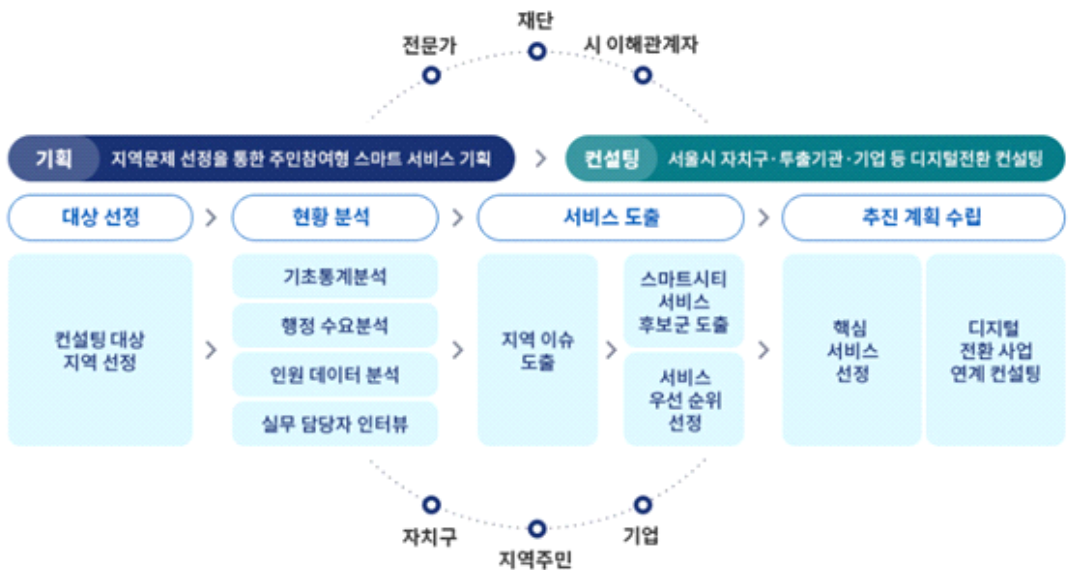 재단
전문가
시 이해관계자
기획 지역문제 선정을 통한 주민참여형 스마트 서비스 기획
컨설팅 서울시 자치구·투출기관·기업 등 디지털전환 컨설팅
대상 선정
현황 분석
서비스 도출
추진 계획 수립
컨설팅 대상
지역 선정
기초통계분석
행정 수요분석
인원 데이터 분석
실무 담당자 인터뷰
지역 이슈
도출
스마트시티
서비스
후보군 도출
서비스
우선 순위
선정
핵심
서비스
선정
디지털
전환 사업
연계 컨설팅
자치구
지역주민
기업